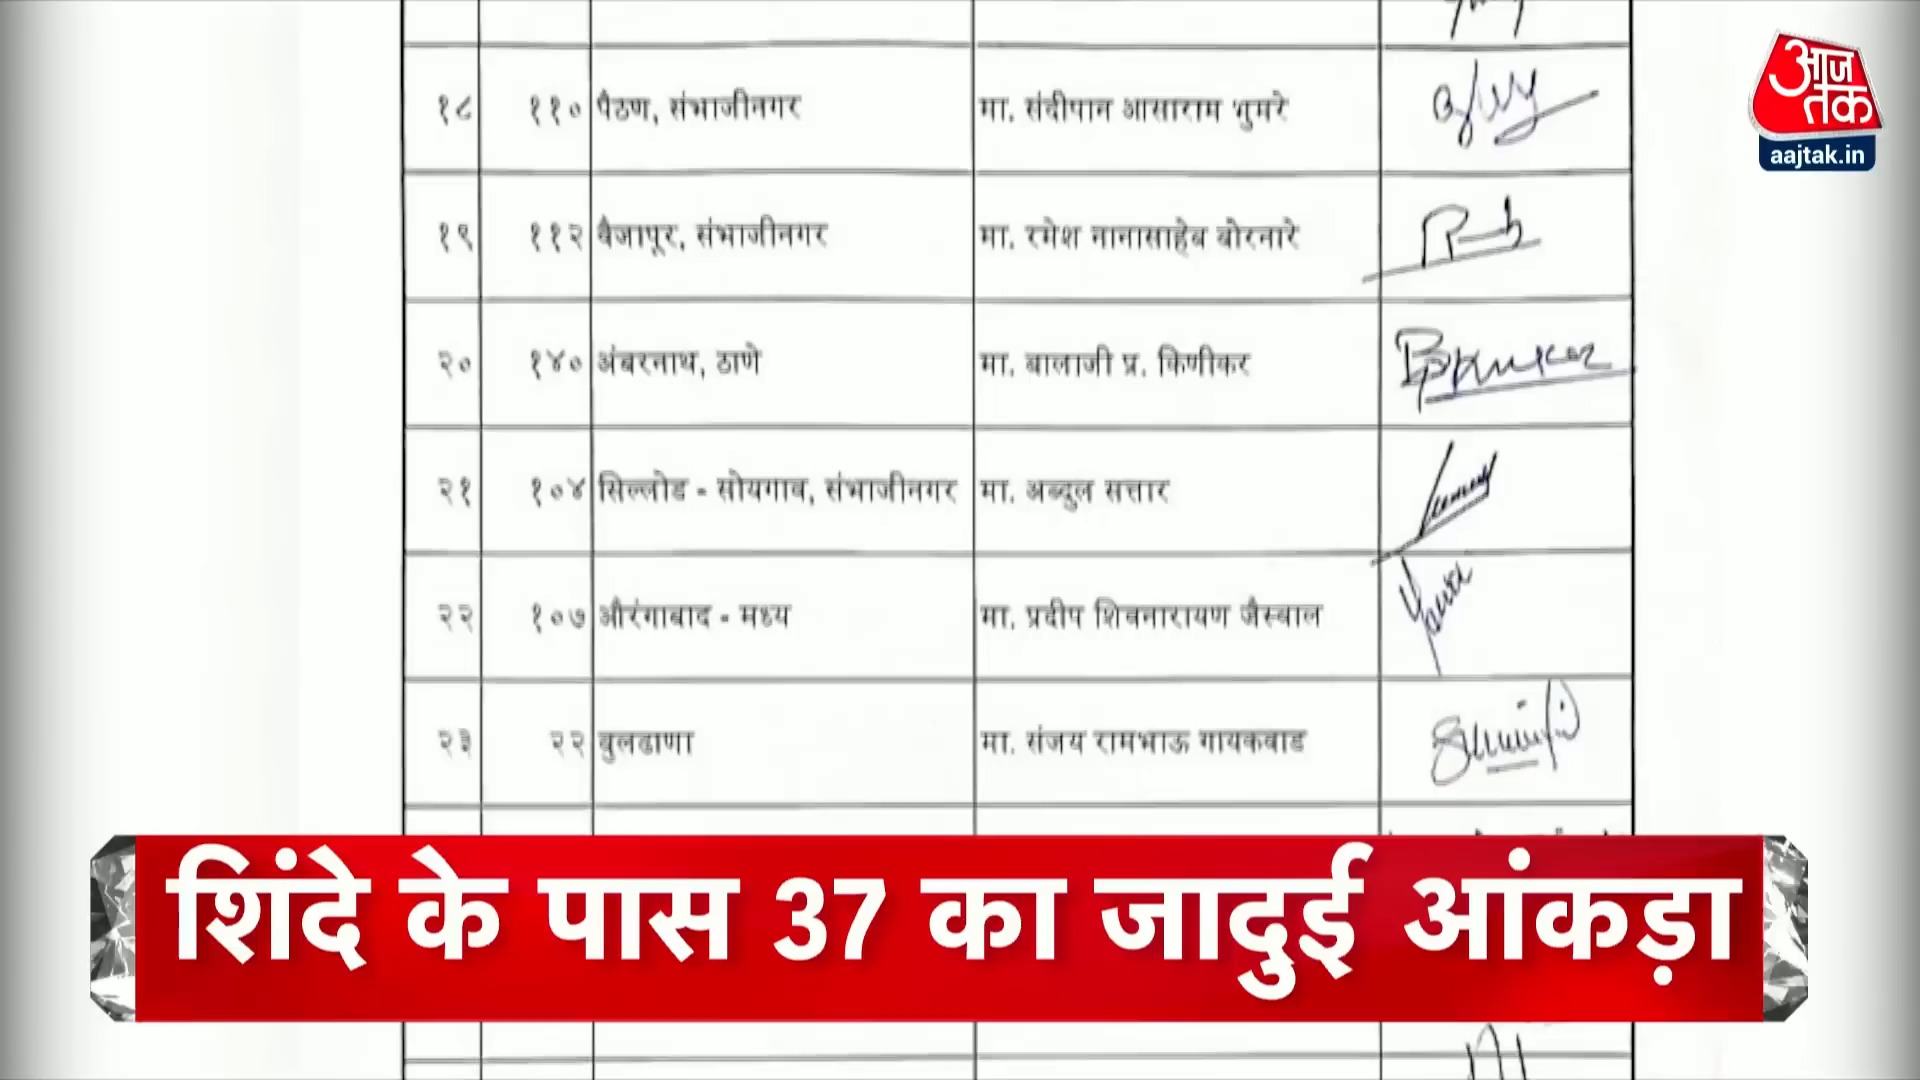 आज
तक
aajtak.in
१८ ११० पैठण, संभाजीनगर मा. संदीपान आसाराम भुमरे
१९ ११२ वैजापूर, संभाजीनगर मा. रमेश नानासाहेब बोरनारे
२० १४० अंबरनाथ, ठाणे मा. बालाजी प्र. किणीकर
२१ १०४ सिल्लोड - सोयगाव, संभाजीनगर मा. अब्दुल सत्तार
२२ १०७ औरंगाबाद - मध्य मा. प्रदीप शिवनारायण जैस्वाल
२३ २२ बुलढाणा मा. संजय रामभाऊ गायकवाड
शिंदे के पास 37 का जादुई आंकड़ा